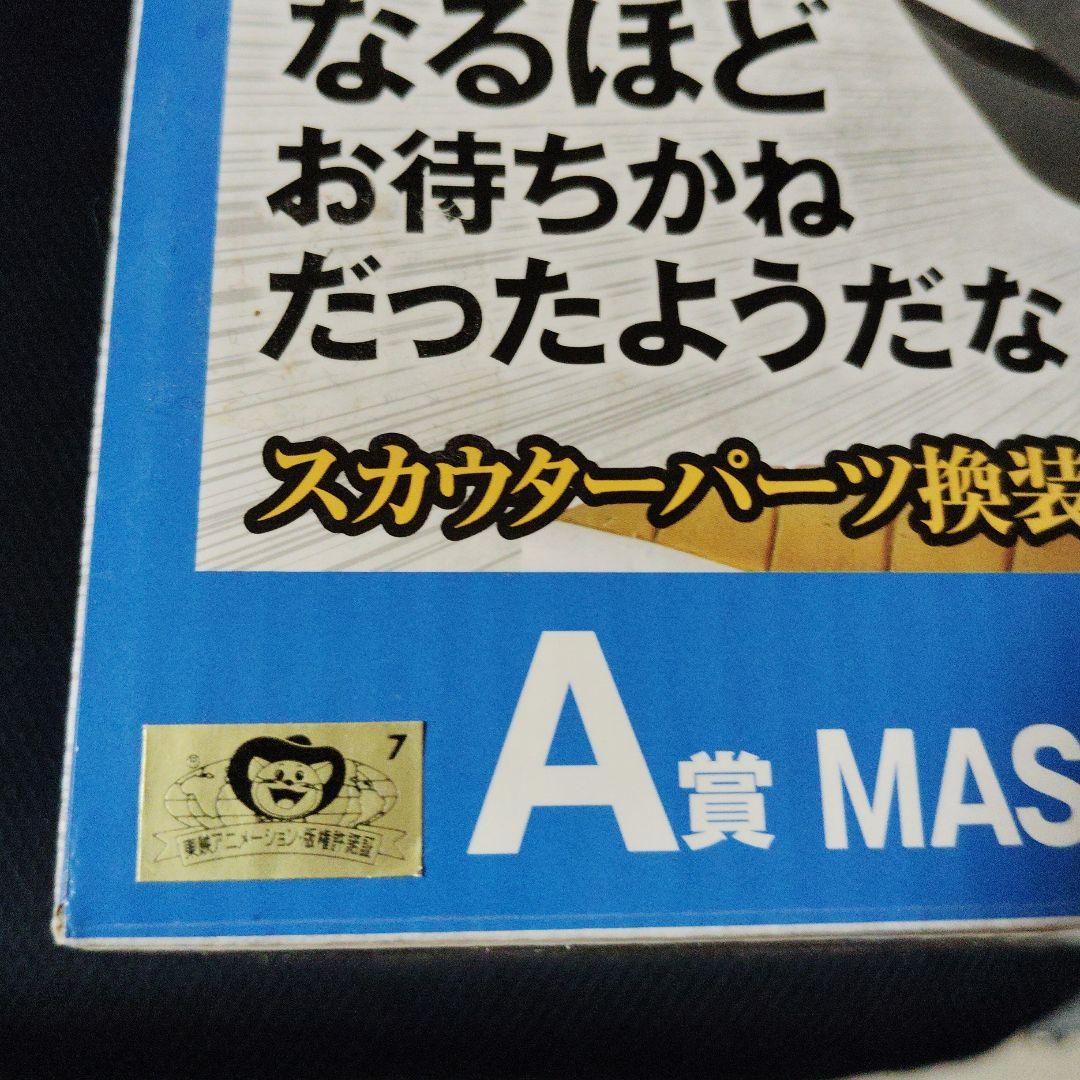 なるほど
お待ちかね
だったようだな
スカウターパーツ換装
A賞 MAS
7
®
東映アニメーション・版権許諾証